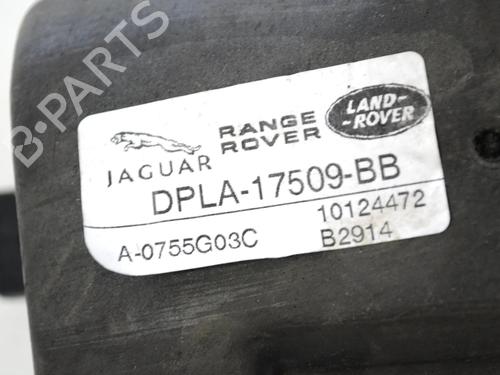 B-PARTS
JAGUAR
RANGE
ROVER
LAND-
-ROVER
DPLA-17509-BB
A-0755G03C
10124472
B2914